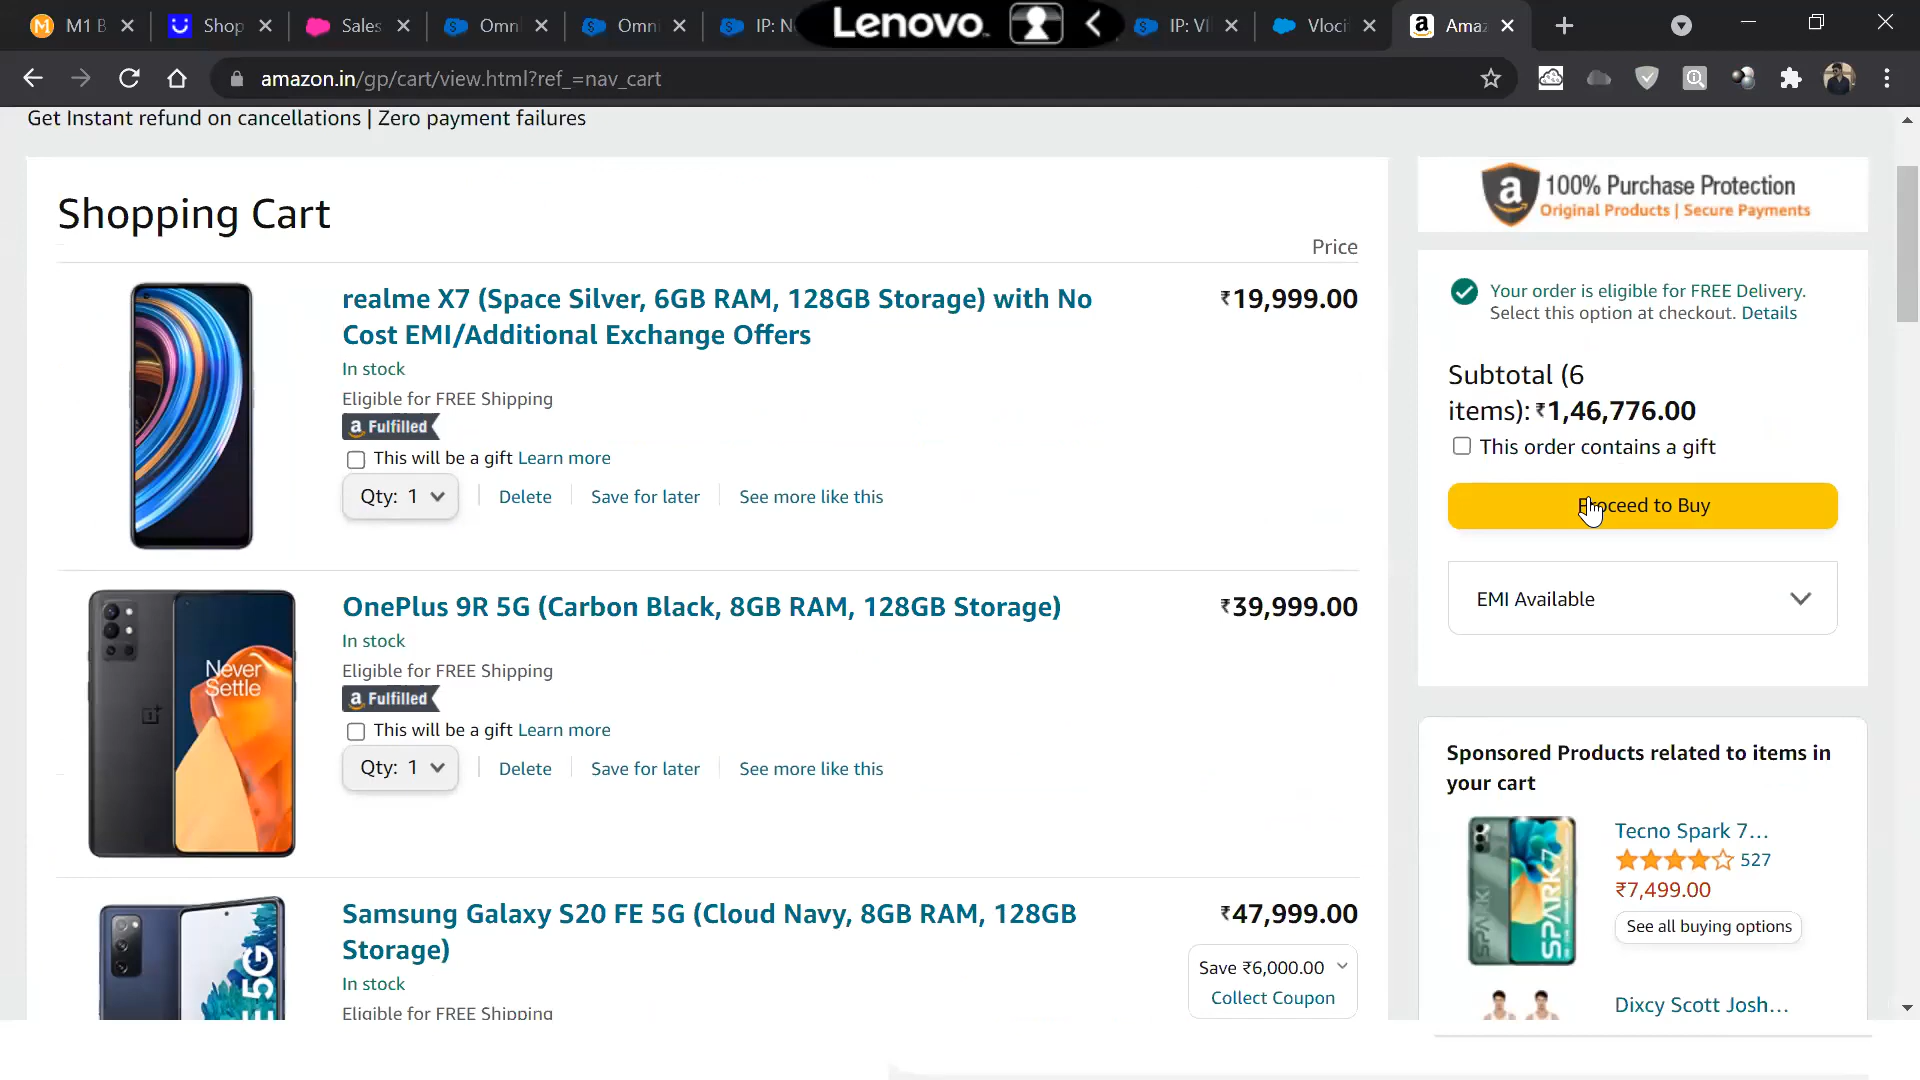 M1 B
Shop
Sales
Omni
Omni
IP: N
Lenovo
IP: VI
Vloci
Amaz
amazon.in/gp/cart/view.html?ref_=nav_cart
Get Instant refund on cancellations | Zero payment failures
Shopping Cart
Price
realme X7 (Space Silver, 6GB RAM, 128GB Storage) with No
Cost EMI/Additional Exchange Offers
₹19,999.00
In stock
Eligible for FREE Shipping
a Fulfilled
This will be a gift Learn more
Qty: 1
Delete
Save for later
See more like this
Never
Settle
OnePlus 9R 5G (Carbon Black, 8GB RAM, 128GB Storage)
₹39,999.00
In stock
Eligible for FREE Shipping
a Fulfilled
This will be a gift Learn more
Qty: 1
Delete
Save for later
See more like this
Samsung Galaxy S20 FE 5G (Cloud Navy, 8GB RAM, 128GB
Storage)
₹47,999.00
In stock
Eligible for FREE Shipping
Save ₹6,000.00
Collect Coupon
E 5G
a 100% Purchase Protection
Original Products | Secure Payments
Your order is eligible for FREE Delivery.
Select this option at checkout. Details
Subtotal (6
items): ₹1,46,776.00
This order contains a gift
Proceed to Buy
EMI Available
Sponsored Products related to items in
your cart
SPARK
SPARK7
Tecno Spark 7...
527
₹7,499.00
See all buying options
Dixcy Scott Josh...